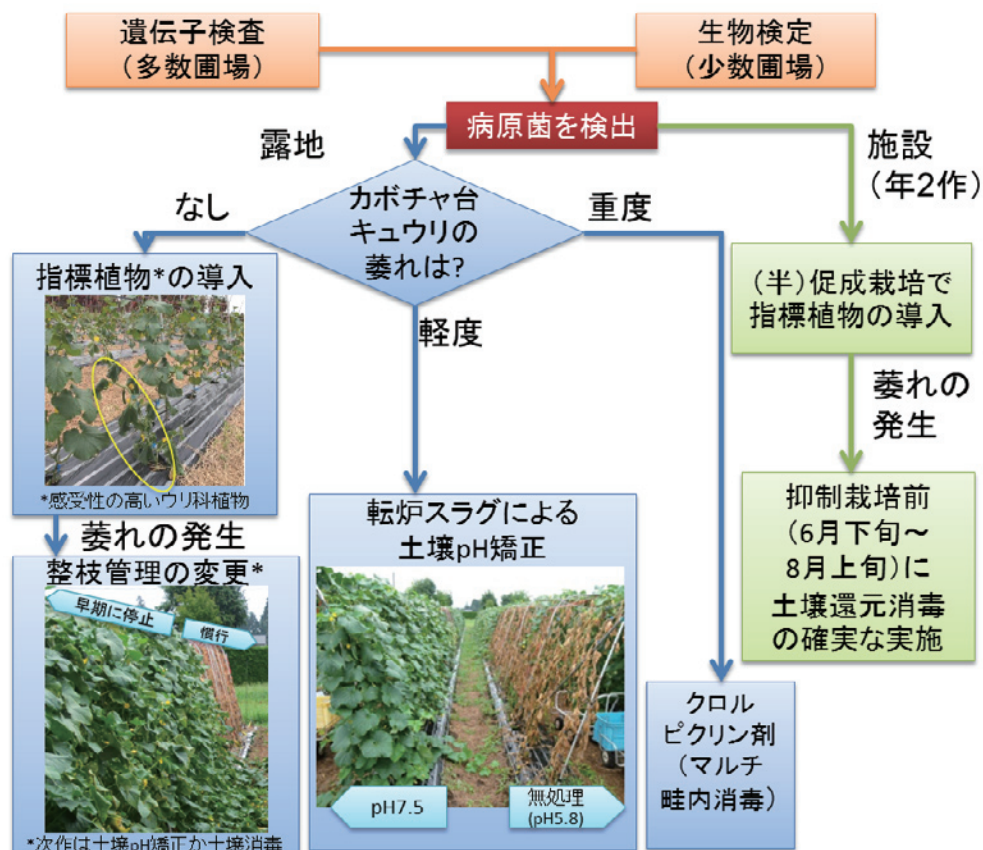 遺伝子検査
（多数圃場）
生物検定
（少数圃場）
病原菌を検出
露地
施設
（年2作）
カボチャ台
キュウリの
萎れは?
なし
重度
軽度
指標植物*の導入
*感受性の高いウリ科植物
萎れの発生
整枝管理の変更*
早期に停止
慣行
*次作は土壌pH矯正か土壌消毒
転炉スラグによる
土壌pH矯正
pH7.5
無処理
(pH5.8)
クロル
ピクリン剤
（マルチ
畦内消毒）
（半）促成栽培で
指標植物の導入
萎れの
発生
抑制栽培前
(6月下旬～
8月上旬)に
土壌還元消毒
の確実な実施